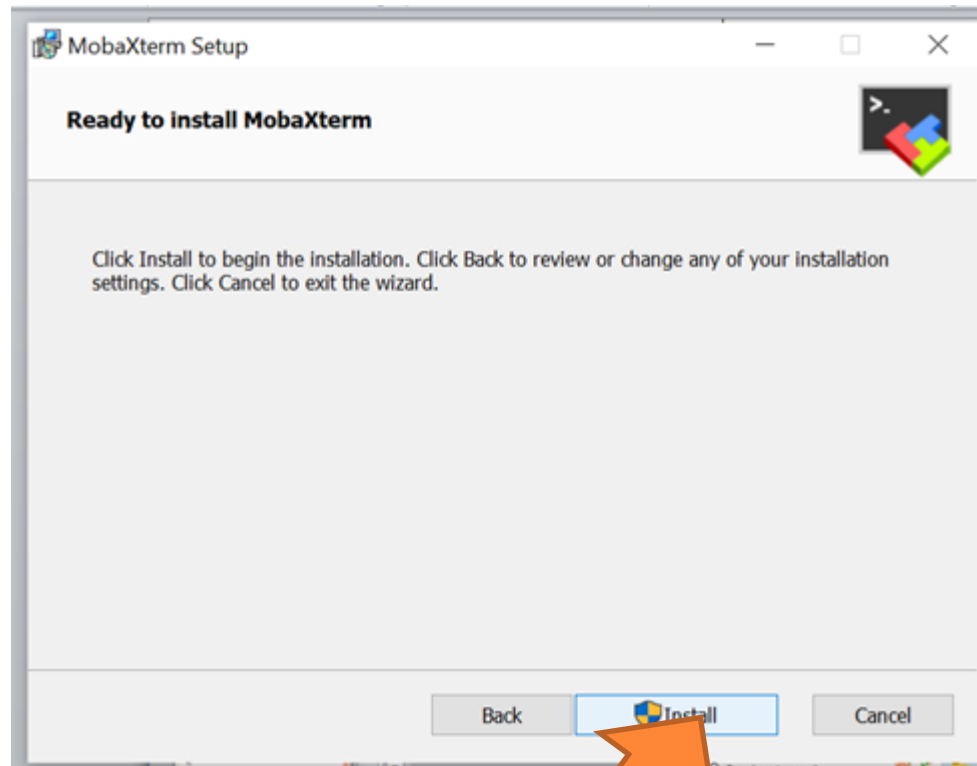 MobaXterm Setup
Ready to install MobaXterm
>.
Click Install to begin the installation. Click Back to review or change any of your installation
settings. Click Cancel to exit the wizard.
Back
Install
Cancel